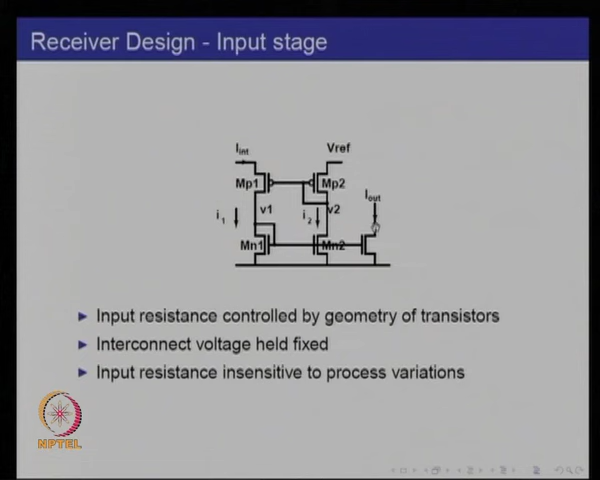 Receiver Design - Input stage
Iint
Vref
Mp1
Mp2
Iout
i1
v1
i2
v2
Mn1
Mn2
Input resistance controlled by geometry of transistors
Interconnect voltage held fixed
Input resistance insensitive to process variations
NPTEL